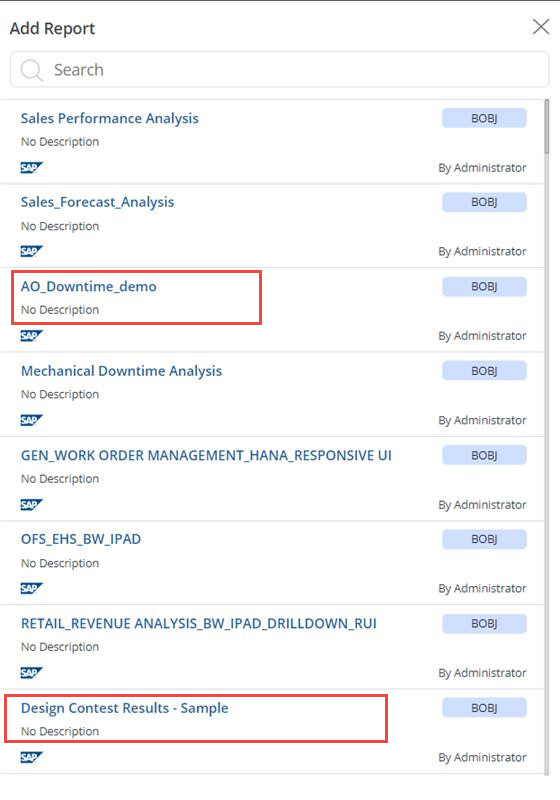 Add Report
Search
Sales Performance Analysis
BOBJ
No Description
SAP
By Administrator
Sales_Forecast_Analysis
BOBJ
No Description
SAP
By Administrator
AO_Downtime_demo
BOBJ
No Description
SAP
By Administrator
Mechanical Downtime Analysis
BOBJ
No Description
SAP
By Administrator
GEN_WORK ORDER MANAGEMENT_HANA_RESPONSIVE UI
BOBJ
No Description
SAP
By Administrator
OFS_EHS_BW_IPAD
BOBJ
No Description
SAP
By Administrator
RETAIL_REVENUE ANALYSIS_BW_IPAD_DRILLDOWN_RUI
BOBJ
No Description
SAP
By Administrator
Design Contest Results - Sample
BOBJ
No Description
SAP
By Administrator